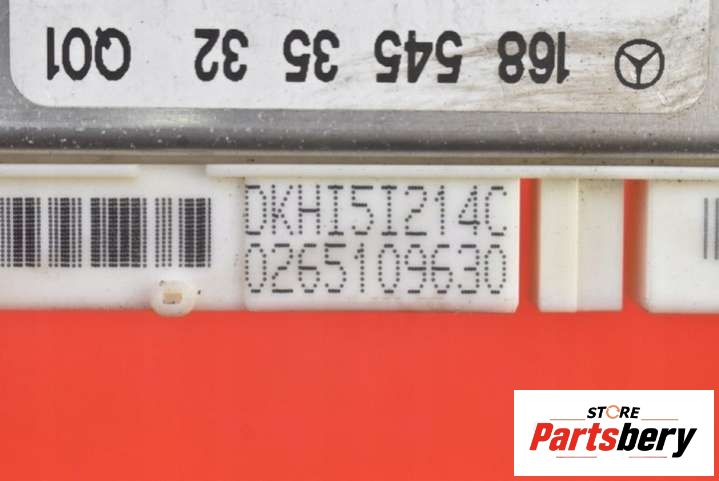 168 545 35 32 Q01
DKHI5I214C
0265109630
STORE
Partsbery